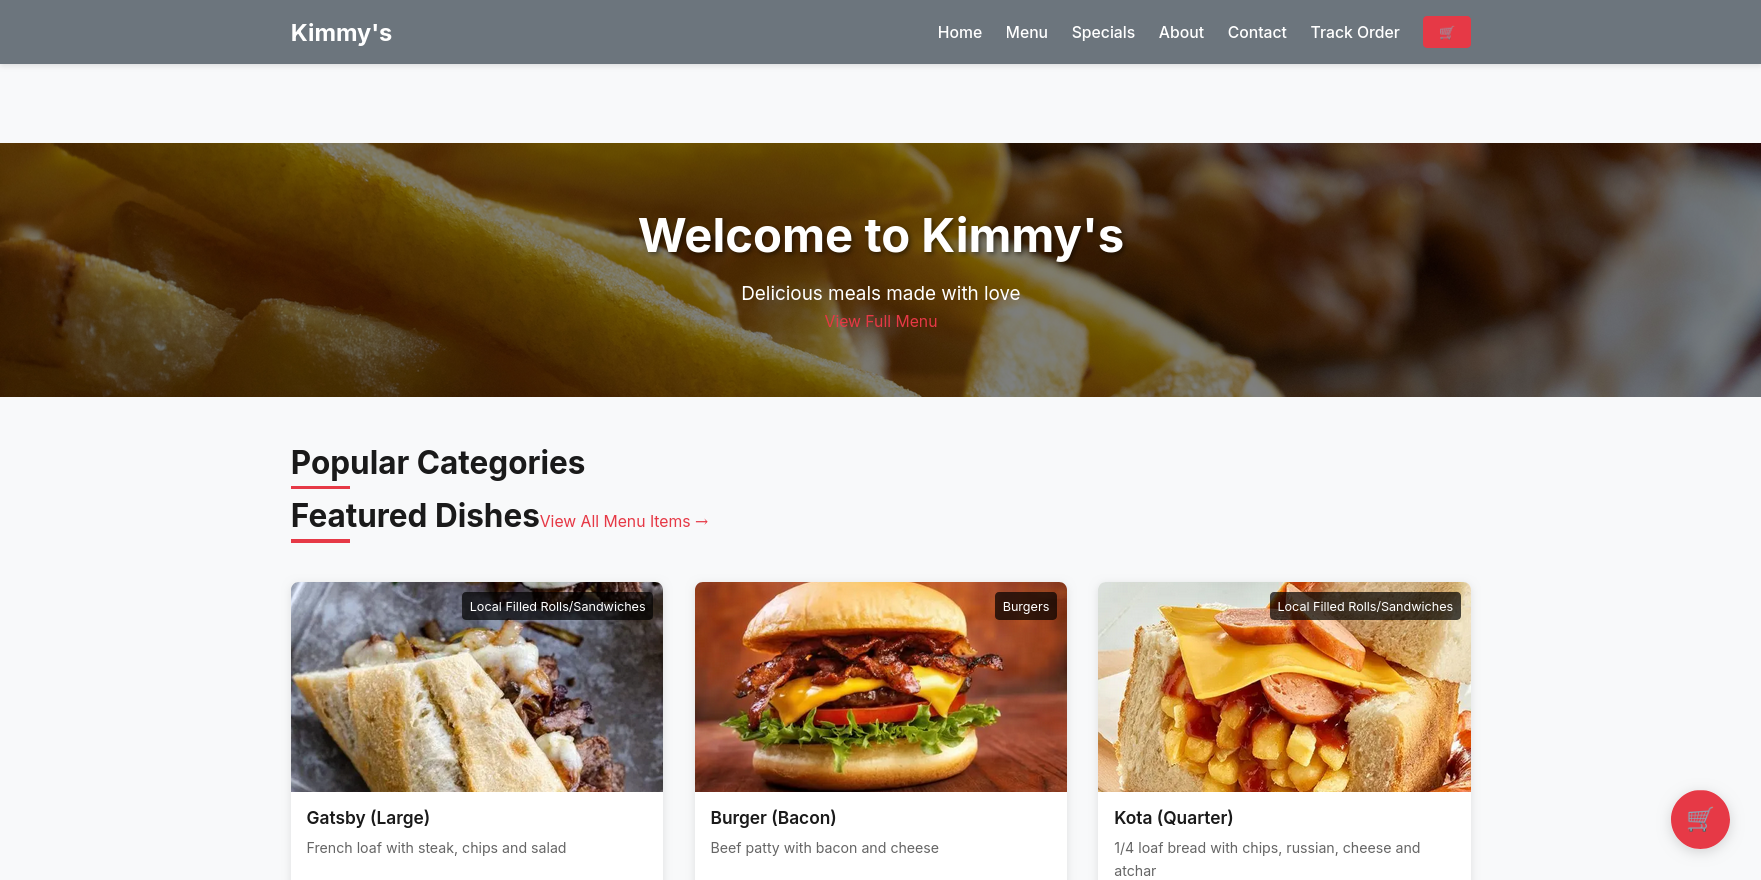 Kimmy's
Home Menu Specials About Contact Track Order
Welcome to Kimmy's
Delicious meals made with love
View Full Menu
Popular Categories
Featured Dishes View All Menu Items →
Local Filled Rolls/Sandwiches
Burgers
Local Filled Rolls/Sandwiches
Gatsby (Large)
French loaf with steak, chips and salad
Burger (Bacon)
Beef patty with bacon and cheese
Kota (Quarter)
1/4 loaf bread with chips, russian, cheese and
atchar